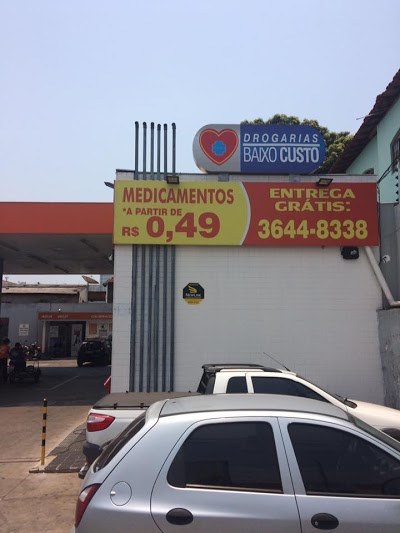 DROGARIAS
BAIXO CUSTO
MEDICAMENTOS
*A PARTIR DE
R$ 0,49
ENTREGA
GRÁTIS:
3644-8338